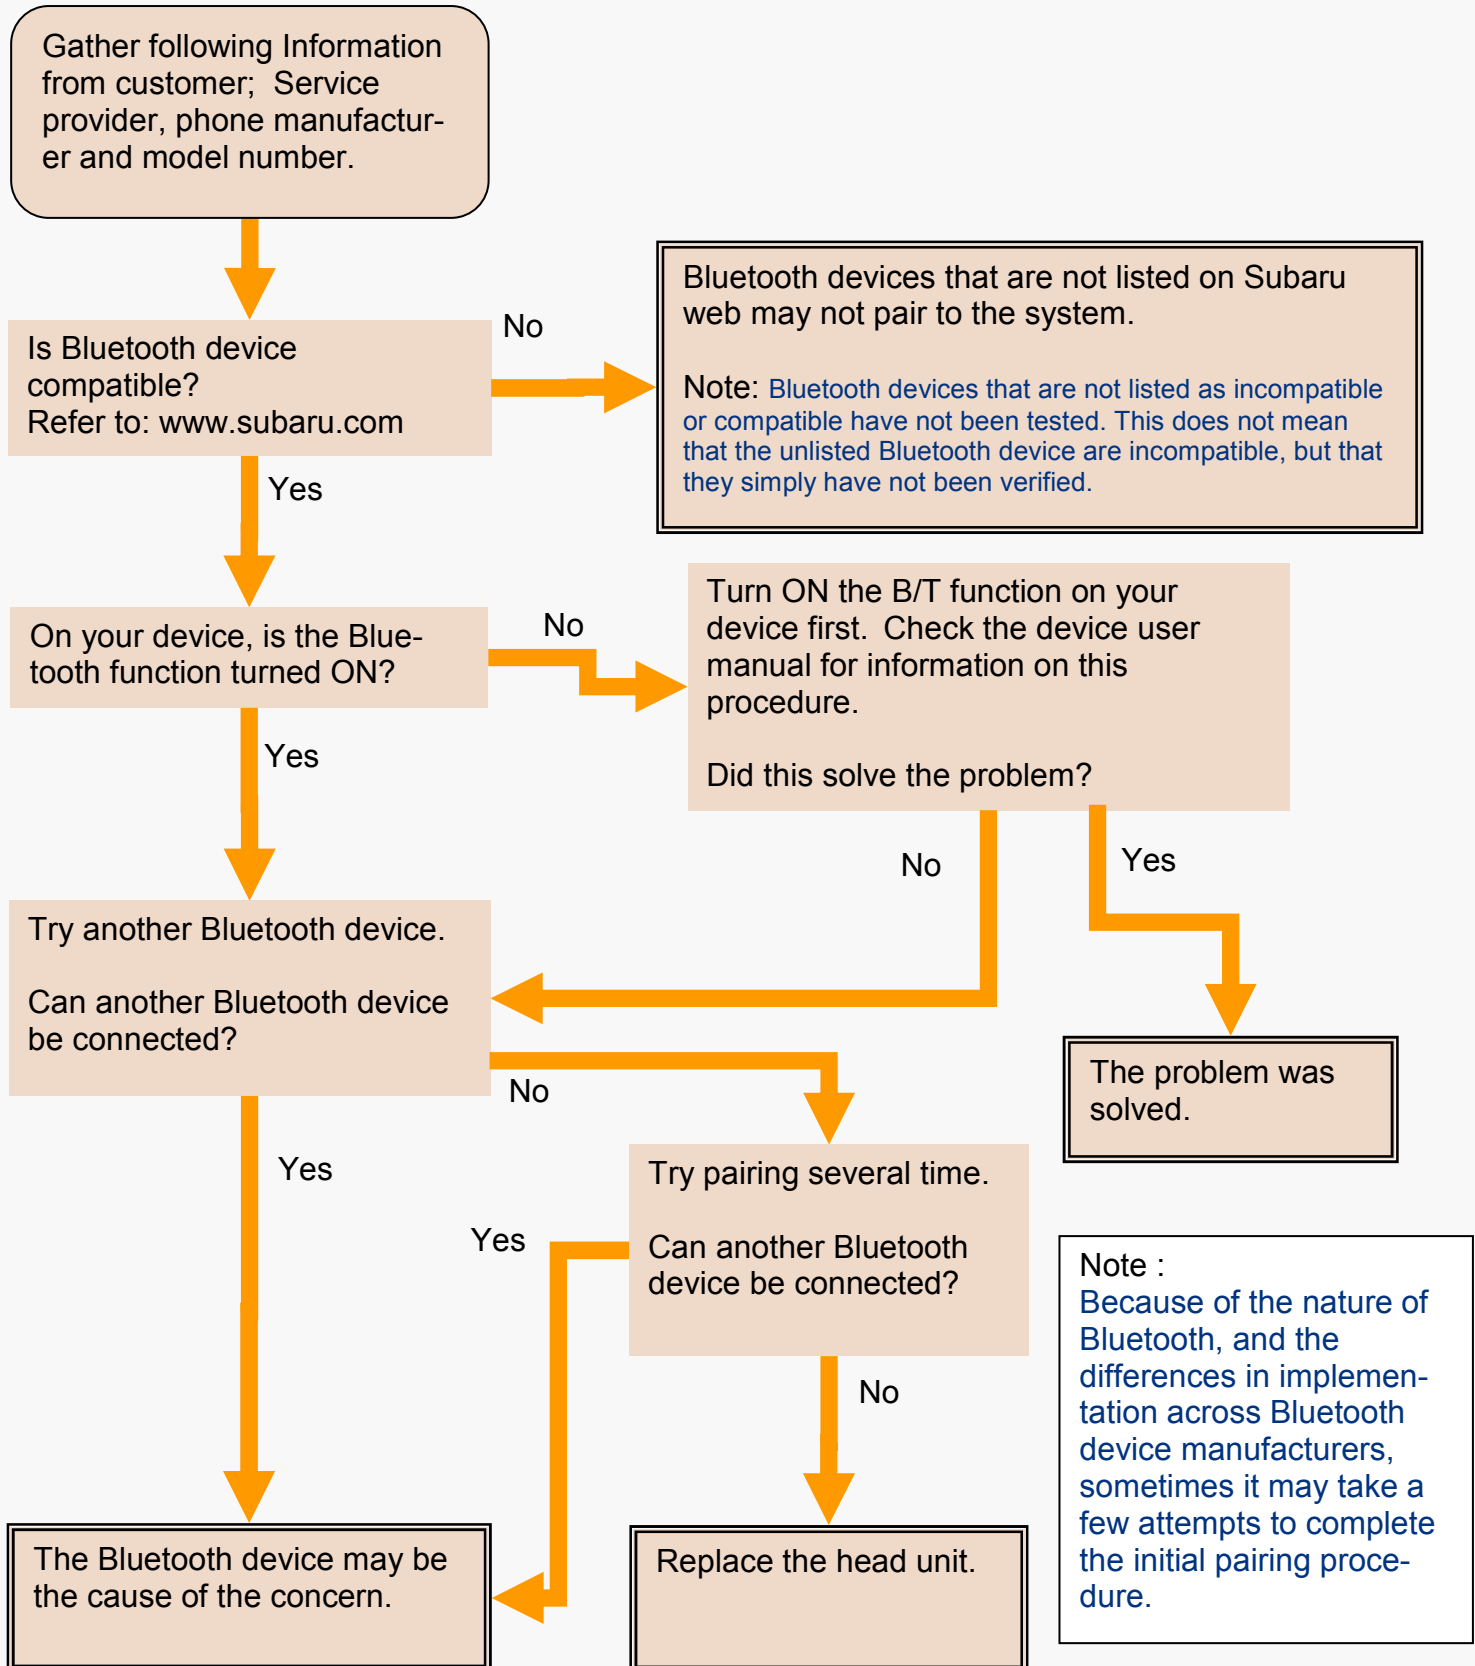 Gather following Information
from customer;  Service
provider, phone manufactur-
er and model number.
No
Bluetooth devices that are not listed on Subaru
web may not pair to the system.
Note: Bluetooth devices that are not listed as incompatible
or compatible have not been tested. This does not mean
that the unlisted Bluetooth device are incompatible, but that
they simply have not been verified.
Is Bluetooth device
compatible?
Refer to: www.subaru.com
Yes
On your device, is the Blue-
tooth function turned ON?
No
Turn ON the B/T function on your
device first.  Check the device user
manual for information on this
procedure.
Did this solve the problem?
Yes
No
Yes
Try another Bluetooth device.
Can another Bluetooth device
be connected?
No
The problem was
solved.
Yes
Try pairing several time.
Can another Bluetooth
device be connected?
Yes
No
Note :
Because of the nature of
Bluetooth, and the
differences in implemen-
tation across Bluetooth
device manufacturers,
sometimes it may take a
few attempts to complete
the initial pairing proce-
dure.
The Bluetooth device may be
the cause of the concern.
Replace the head unit.